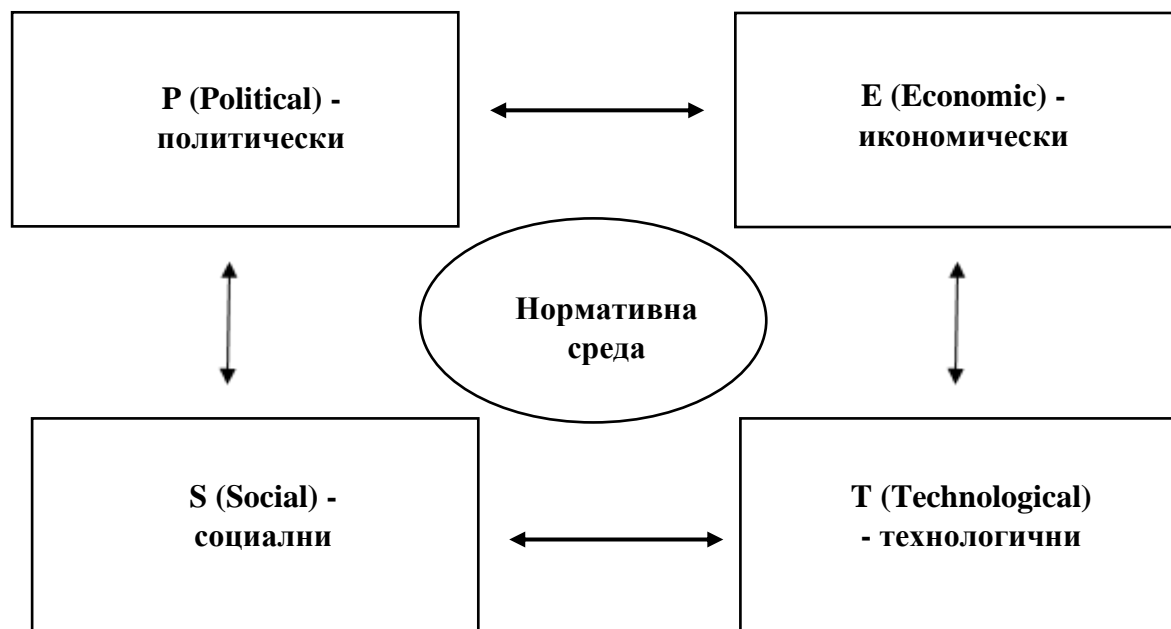 P (Political) -
политически
E (Economic) -
икономически
Нормативна
среда
S (Social) -
социални
T (Technological)
- технологични